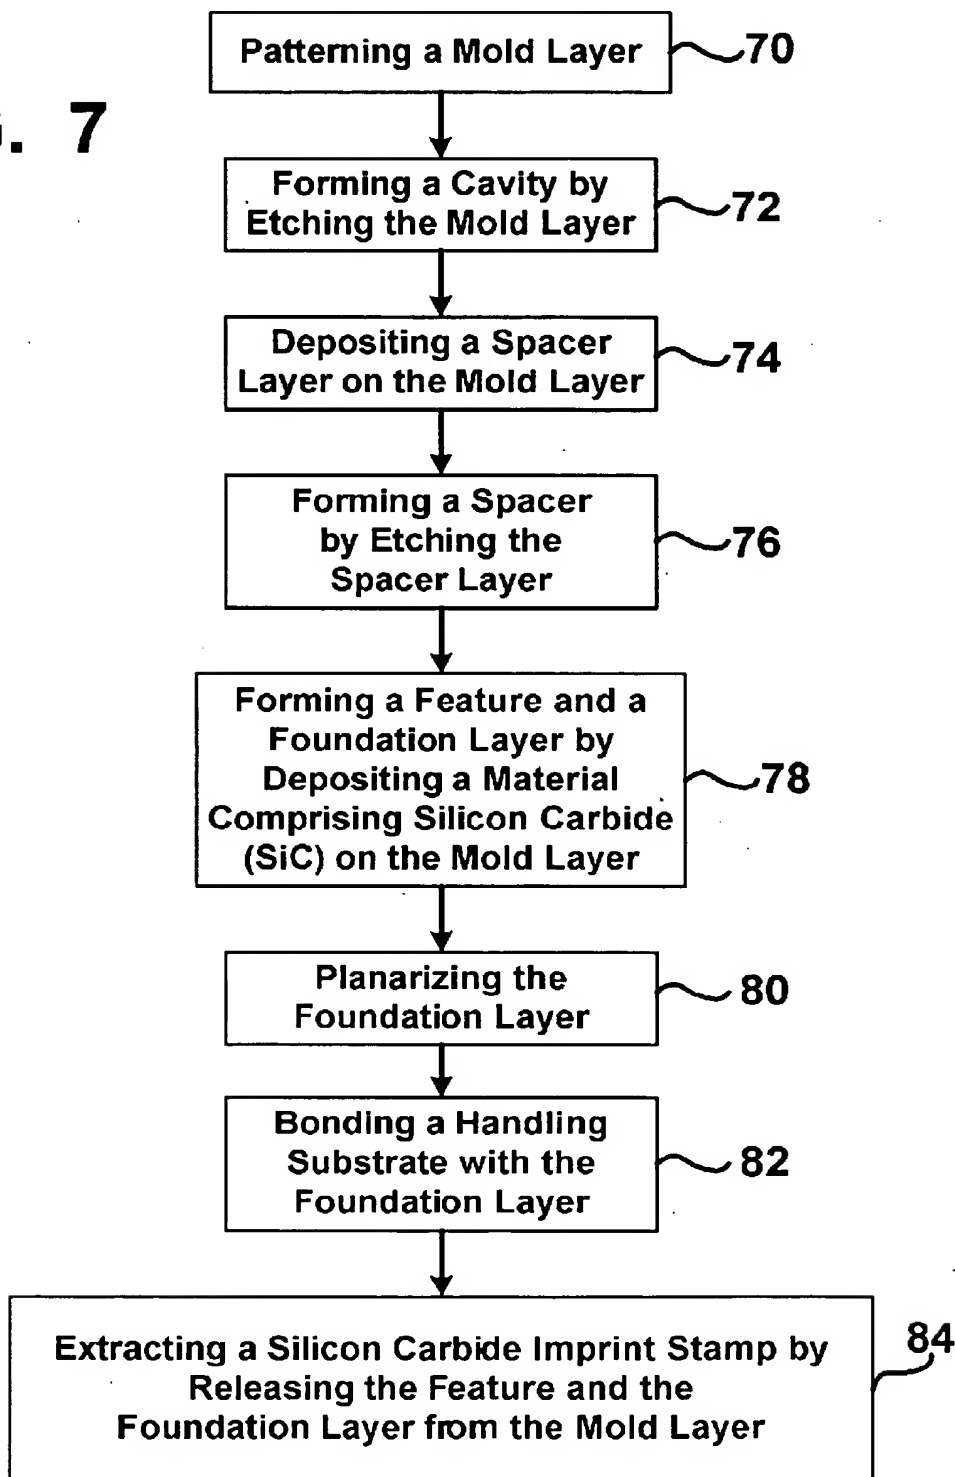 Patterning a Mold Layer
70
. 7
Forming a Cavity by
Etching the Mold Layer
72
Depositing a Spacer
Layer on the Mold Layer
74
Forming a Spacer
by Etching the
Spacer Layer
76
Forming a Feature and a
Foundation Layer by
Depositing a Material
Comprising Silicon Carbide
(SiC) on the Mold Layer
78
Planarizing the
Foundation Layer
80
Bonding a Handling
Substrate with the
Foundation Layer
82
Extracting a Silicon Carbide Imprint Stamp by
Releasing the Feature and the
Foundation Layer from the Mold Layer
84